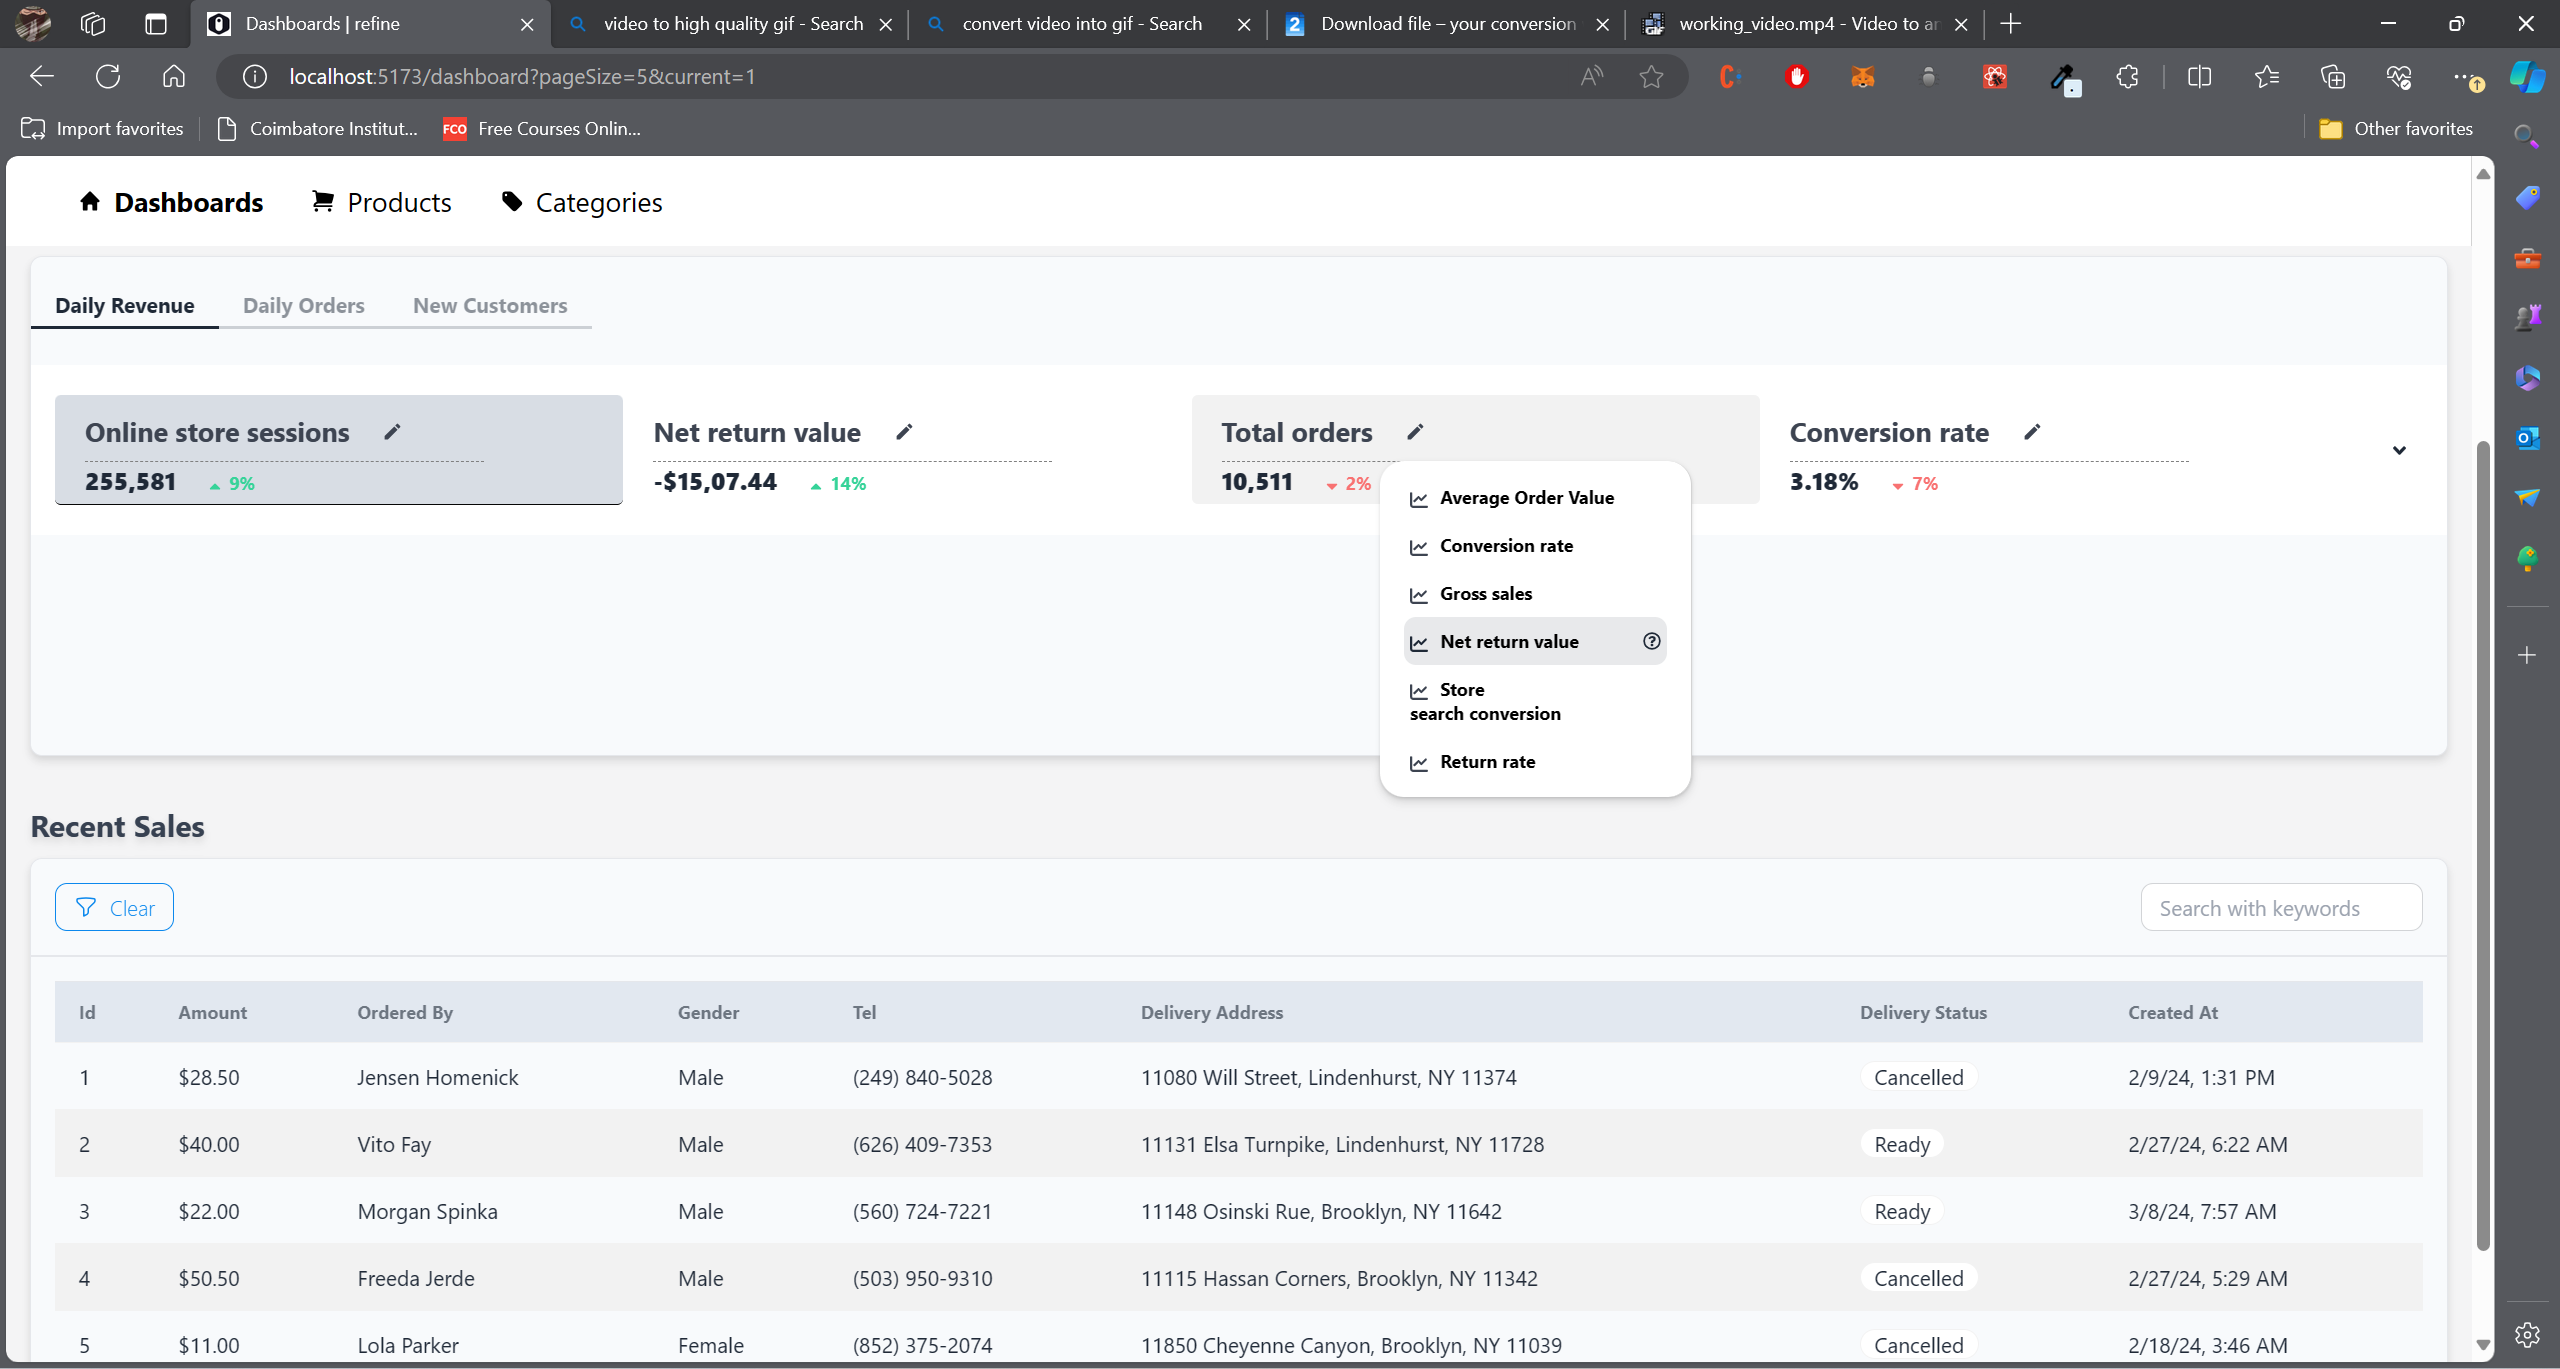 Dashboards | refine
video to high quality gif - Search
convert video into gif - Search
Download file – your conversion
working_video.mp4 - Video to an
localhost:5173/dashboard?pageSize=5&current=1
Import favorites
Coimbatore Institut...
FCO Free Courses Onlin...
Other favorites
Dashboards Products Categories
Daily Revenue Daily Orders New Customers
Online store sessions
255,581 9%
Net return value
-$15,07.44 14%
Total orders
10,511 2%
Conversion rate
3.18% 7%
Average Order Value
Conversion rate
Gross sales
Net return value
Store
search conversion
Return rate
Recent Sales
Clear
Search with keywords
Id Amount Ordered By Gender Tel Delivery Address Delivery Status Created At
1 $28.50 Jensen Homenick Male (249) 840-5028 11080 Will Street, Lindenhurst, NY 11374 Cancelled 2/9/24, 1:31 PM
2 $40.00 Vito Fay Male (626) 409-7353 11131 Elsa Turnpike, Lindenhurst, NY 11728 Ready 2/27/24, 6:22 AM
3 $22.00 Morgan Spinka Male (560) 724-7221 11148 Osinski Rue, Brooklyn, NY 11642 Ready 3/8/24, 7:57 AM
4 $50.50 Freeda Jerde Male (503) 950-9310 11115 Hassan Corners, Brooklyn, NY 11342 Cancelled 2/27/24, 5:29 AM
5 $11.00 Lola Parker Female (852) 375-2074 11850 Cheyenne Canyon, Brooklyn, NY 11039 Cancelled 2/18/24, 3:46 AM